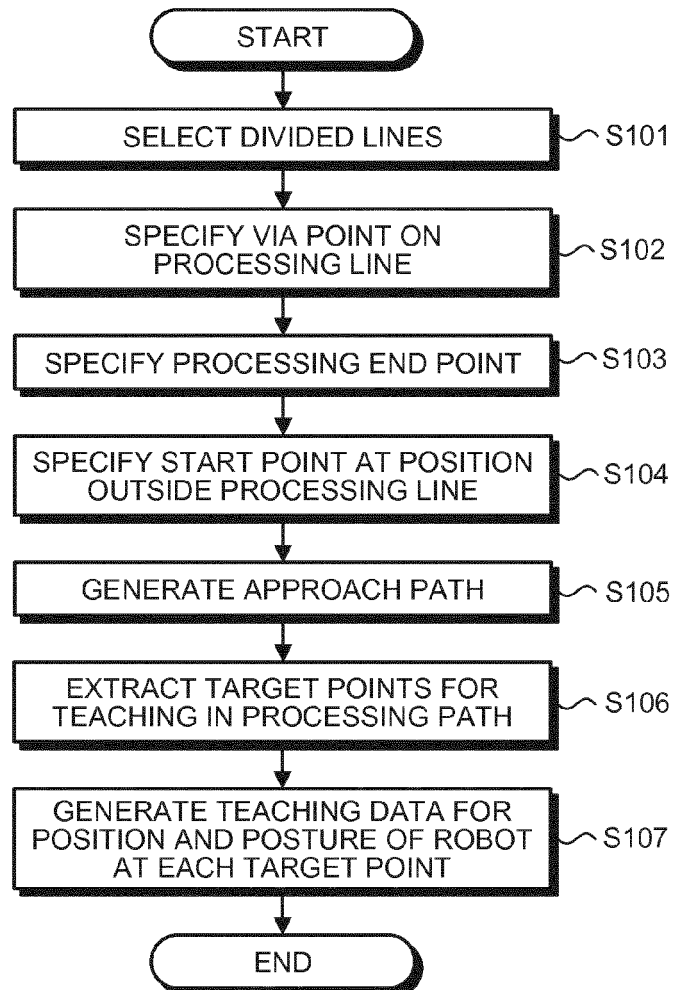 START
SELECT DIVIDED LINES
S101
SPECIFY VIA POINT ON
PROCESSING LINE
S102
SPECIFY PROCESSING END POINT
S103
SPECIFY START POINT AT POSITION
OUTSIDE PROCESSING LINE
S104
GENERATE APPROACH PATH
S105
EXTRACT TARGET POINTS FOR
TEACHING IN PROCESSING PATH
S106
GENERATE TEACHING DATA FOR
POSITION AND POSTURE OF ROBOT
AT EACH TARGET POINT
S107
END